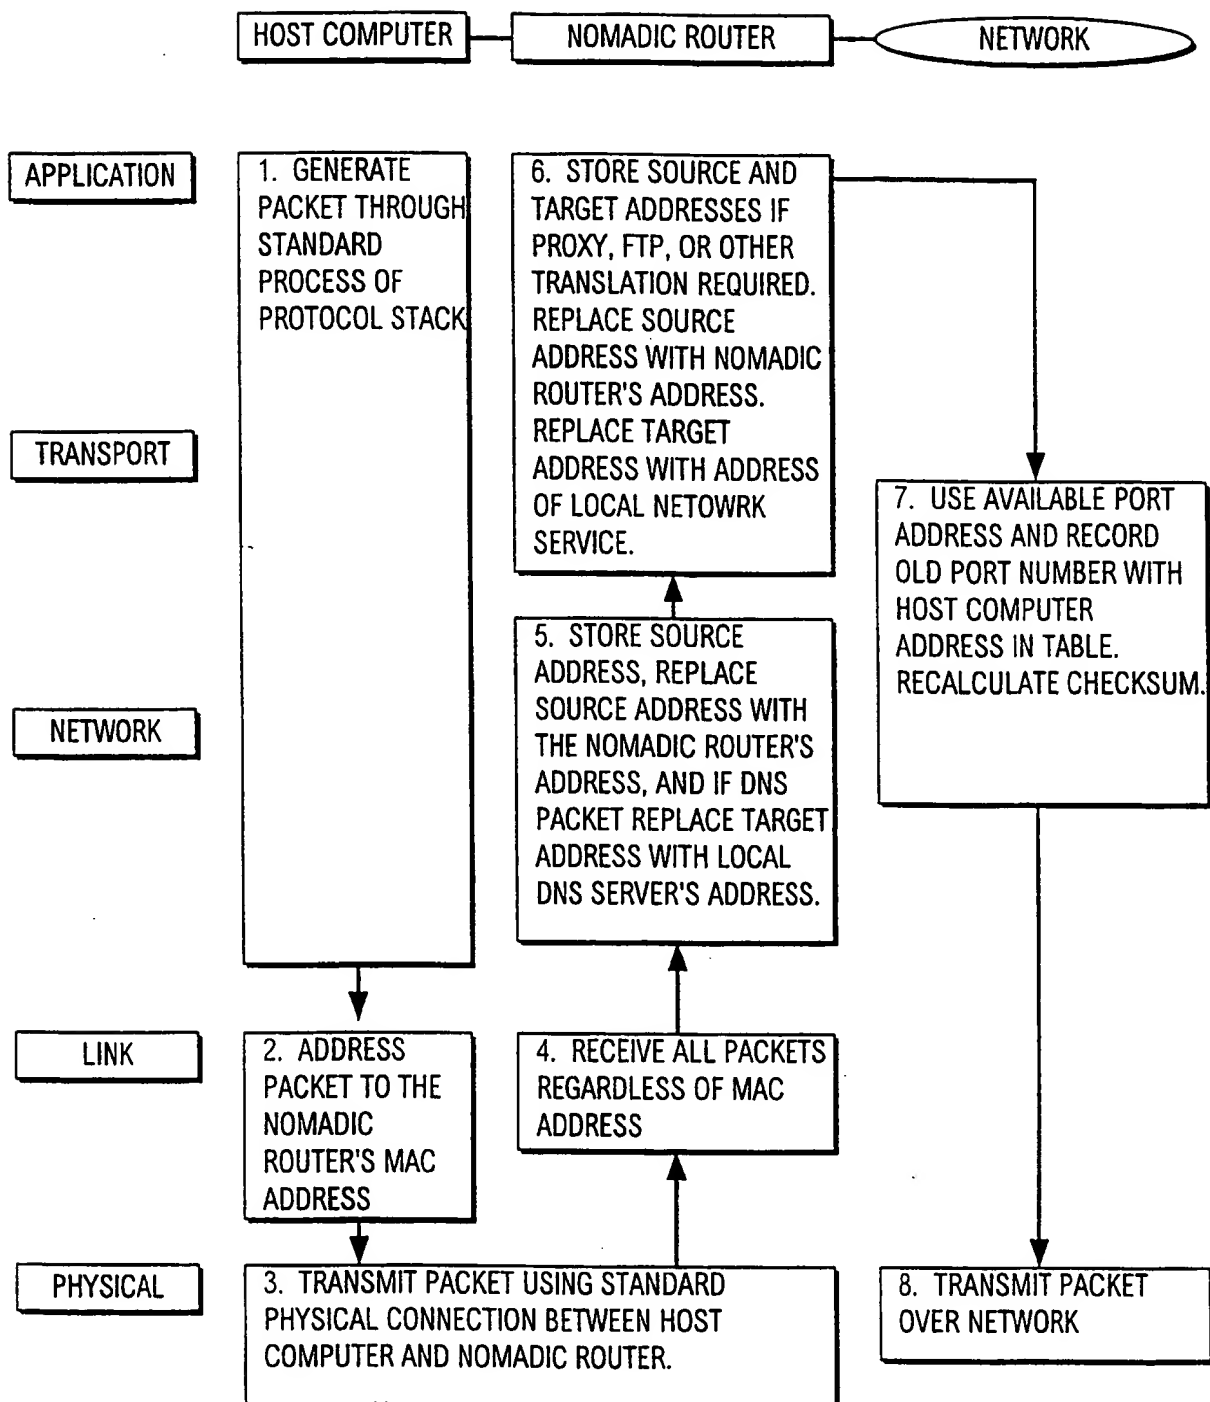 HOST COMPUTER
NOMADIC ROUTER
NETWORK
APPLICATION
TRANSPORT
NETWORK
LINK
PHYSICAL
1. GENERATE
PACKET THROUGH
STANDARD
PROCESS OF
PROTOCOL STACK
2. ADDRESS
PACKET TO THE
NOMADIC
ROUTER'S MAC
ADDRESS
3. TRANSMIT PACKET USING STANDARD
PHYSICAL CONNECTION BETWEEN HOST
COMPUTER AND NOMADIC ROUTER.
4. RECEIVE ALL PACKETS
REGARDLESS OF MAC
ADDRESS
5. STORE SOURCE
ADDRESS, REPLACE
SOURCE ADDRESS WITH
THE NOMADIC ROUTER'S
ADDRESS, AND IF DNS
PACKET REPLACE TARGET
ADDRESS WITH LOCAL
DNS SERVER'S ADDRESS.
6. STORE SOURCE AND
TARGET ADDRESSES IF
PROXY, FTP, OR OTHER
TRANSLATION REQUIRED.
REPLACE SOURCE
ADDRESS WITH NOMADIC
ROUTER'S ADDRESS.
REPLACE TARGET
ADDRESS WITH ADDRESS
OF LOCAL NETOWRK
SERVICE.
7. USE AVAILABLE PORT
ADDRESS AND RECORD
OLD PORT NUMBER WITH
HOST COMPUTER
ADDRESS IN TABLE.
RECALCULATE CHECKSUM.
8. TRANSMIT PACKET
OVER NETWORK